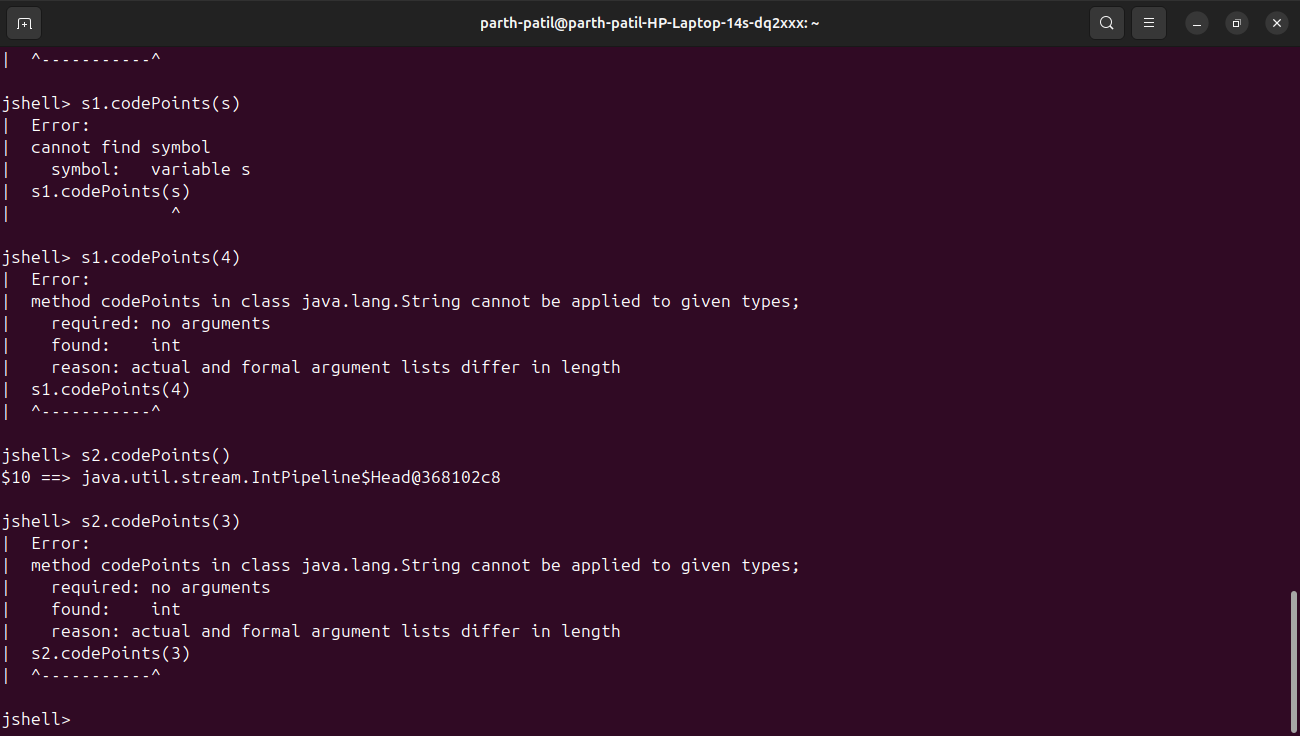 parth-patil@parth-patil-HP-Laptop-14s-dq2xxx: ~
|  ^-----------^
jshell> s1.codePoints(s)
|  Error:
|  cannot find symbol
|    symbol:   variable s
|  s1.codePoints(s)
|                ^
jshell> s1.codePoints(4)
|  Error:
|  method codePoints in class java.lang.String cannot be applied to given types;
|    required: no arguments
|    found:    int
|    reason: actual and formal argument lists differ in length
|  s1.codePoints(4)
|  ^-----------^
jshell> s2.codePoints()
$10 ==> java.util.stream.IntPipeline$Head@368102c8
jshell> s2.codePoints(3)
|  Error:
|  method codePoints in class java.lang.String cannot be applied to given types;
|    required: no arguments
|    found:    int
|    reason: actual and formal argument lists differ in length
|  s2.codePoints(3)
|  ^-----------^
jshell>